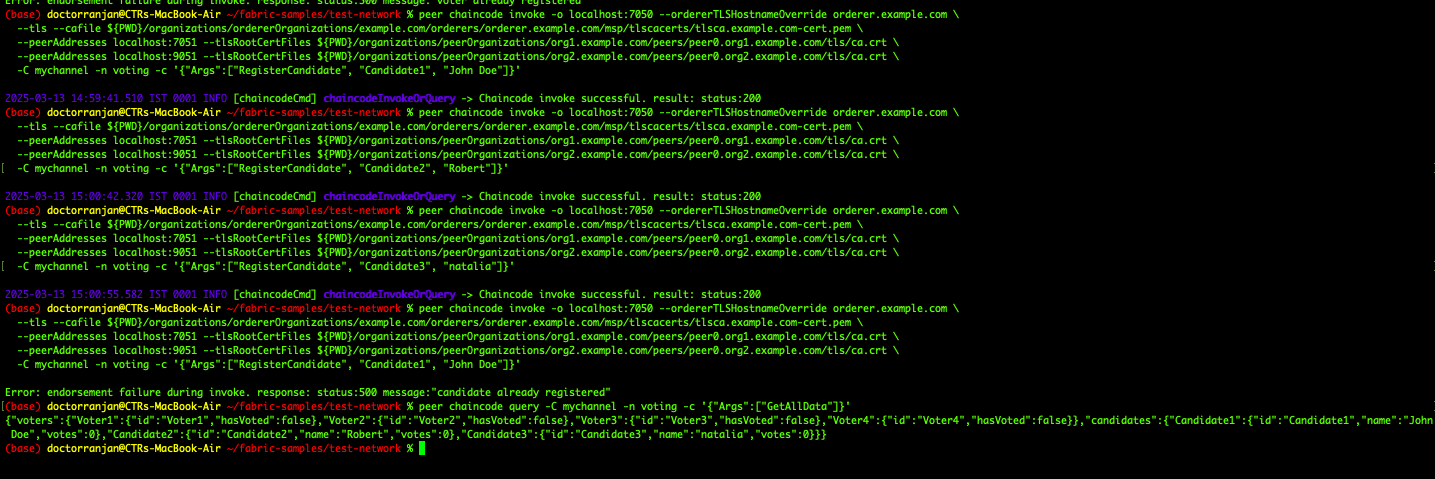 Error: endorsement failure during invoke. response: status:500 message:"voter already registered"
(base) doctorranjan@CTRs-MacBook-Air ~/fabric-samples/test-network % peer chaincode invoke -o localhost:7050 --ordererTLSHostnameOverride orderer.example.com \
--tls --cafile ${PWD}/organizations/ordererOrganizations/example.com/orderers/orderer.example.com/msp/tlscacerts/tlsca.example.com-cert.pem \
--peerAddresses localhost:7051 --tlsRootCertFiles ${PWD}/organizations/peerOrganizations/org1.example.com/peers/peer0.org1.example.com/tls/ca.crt \
--peerAddresses localhost:9051 --tlsRootCertFiles ${PWD}/organizations/peerOrganizations/org2.example.com/peers/peer0.org2.example.com/tls/ca.crt \
-C mychannel -n voting -c '{"Args":["RegisterCandidate", "Candidate1", "John Doe"]}'
2025-03-13 14:59:41.510 IST 0001 INFO [chaincodeCmd] chaincodeInvokeOrQuery -> Chaincode invoke successful. result: status:200
(base) doctorranjan@CTRs-MacBook-Air ~/fabric-samples/test-network % peer chaincode invoke -o localhost:7050 --ordererTLSHostnameOverride orderer.example.com \
--tls --cafile ${PWD}/organizations/ordererOrganizations/example.com/orderers/orderer.example.com/msp/tlscacerts/tlsca.example.com-cert.pem \
--peerAddresses localhost:7051 --tlsRootCertFiles ${PWD}/organizations/peerOrganizations/org1.example.com/peers/peer0.org1.example.com/tls/ca.crt \
--peerAddresses localhost:9051 --tlsRootCertFiles ${PWD}/organizations/peerOrganizations/org2.example.com/peers/peer0.org2.example.com/tls/ca.crt \
[ -C mychannel -n voting -c '{"Args":["RegisterCandidate", "Candidate2", "Robert"]}'
2025-03-13 15:00:42.320 IST 0001 INFO [chaincodeCmd] chaincodeInvokeOrQuery -> Chaincode invoke successful. result: status:200
(base) doctorranjan@CTRs-MacBook-Air ~/fabric-samples/test-network % peer chaincode invoke -o localhost:7050 --ordererTLSHostnameOverride orderer.example.com \
--tls --cafile ${PWD}/organizations/ordererOrganizations/example.com/orderers/orderer.example.com/msp/tlscacerts/tlsca.example.com-cert.pem \
--peerAddresses localhost:7051 --tlsRootCertFiles ${PWD}/organizations/peerOrganizations/org1.example.com/peers/peer0.org1.example.com/tls/ca.crt \
--peerAddresses localhost:9051 --tlsRootCertFiles ${PWD}/organizations/peerOrganizations/org2.example.com/peers/peer0.org2.example.com/tls/ca.crt \
[ -C mychannel -n voting -c '{"Args":["RegisterCandidate", "Candidate3", "natalia"]}'
2025-03-13 15:00:55.582 IST 0001 INFO [chaincodeCmd] chaincodeInvokeOrQuery -> Chaincode invoke successful. result: status:200
(base) doctorranjan@CTRs-MacBook-Air ~/fabric-samples/test-network % peer chaincode invoke -o localhost:7050 --ordererTLSHostnameOverride orderer.example.com \
--tls --cafile ${PWD}/organizations/ordererOrganizations/example.com/orderers/orderer.example.com/msp/tlscacerts/tlsca.example.com-cert.pem \
--peerAddresses localhost:7051 --tlsRootCertFiles ${PWD}/organizations/peerOrganizations/org1.example.com/peers/peer0.org1.example.com/tls/ca.crt \
--peerAddresses localhost:9051 --tlsRootCertFiles ${PWD}/organizations/peerOrganizations/org2.example.com/peers/peer0.org2.example.com/tls/ca.crt \
-C mychannel -n voting -c '{"Args":["RegisterCandidate", "Candidate1", "John Doe"]}'
Error: endorsement failure during invoke. response: status:500 message:"candidate already registered"
[(base) doctorranjan@CTRs-MacBook-Air ~/fabric-samples/test-network % peer chaincode query -C mychannel -n voting -c '{"Args":["GetAllData"]}'
{"voters":{"Voter1":{"id":"Voter1","hasVoted":false},"Voter2":{"id":"Voter2","hasVoted":false},"Voter3":{"id":"Voter3","hasVoted":false},"Voter4":{"id":"Voter4","hasVoted":false}},"candidates":{"Candidate1":{"id":"Candidate1","name":"John
Doe","votes":0},"Candidate2":{"id":"Candidate2","name":"Robert","votes":0},"Candidate3":{"id":"Candidate3","name":"natalia","votes":0}}}
(base) doctorranjan@CTRs-MacBook-Air ~/fabric-samples/test-network %